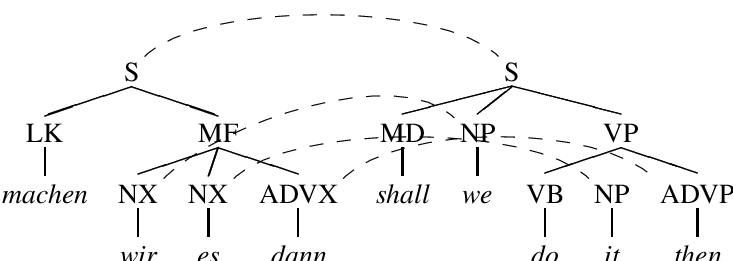 S S
LK MF MD NP VP
machen NX NX ADVX shall we VB NP ADVP
wir es dann do it then